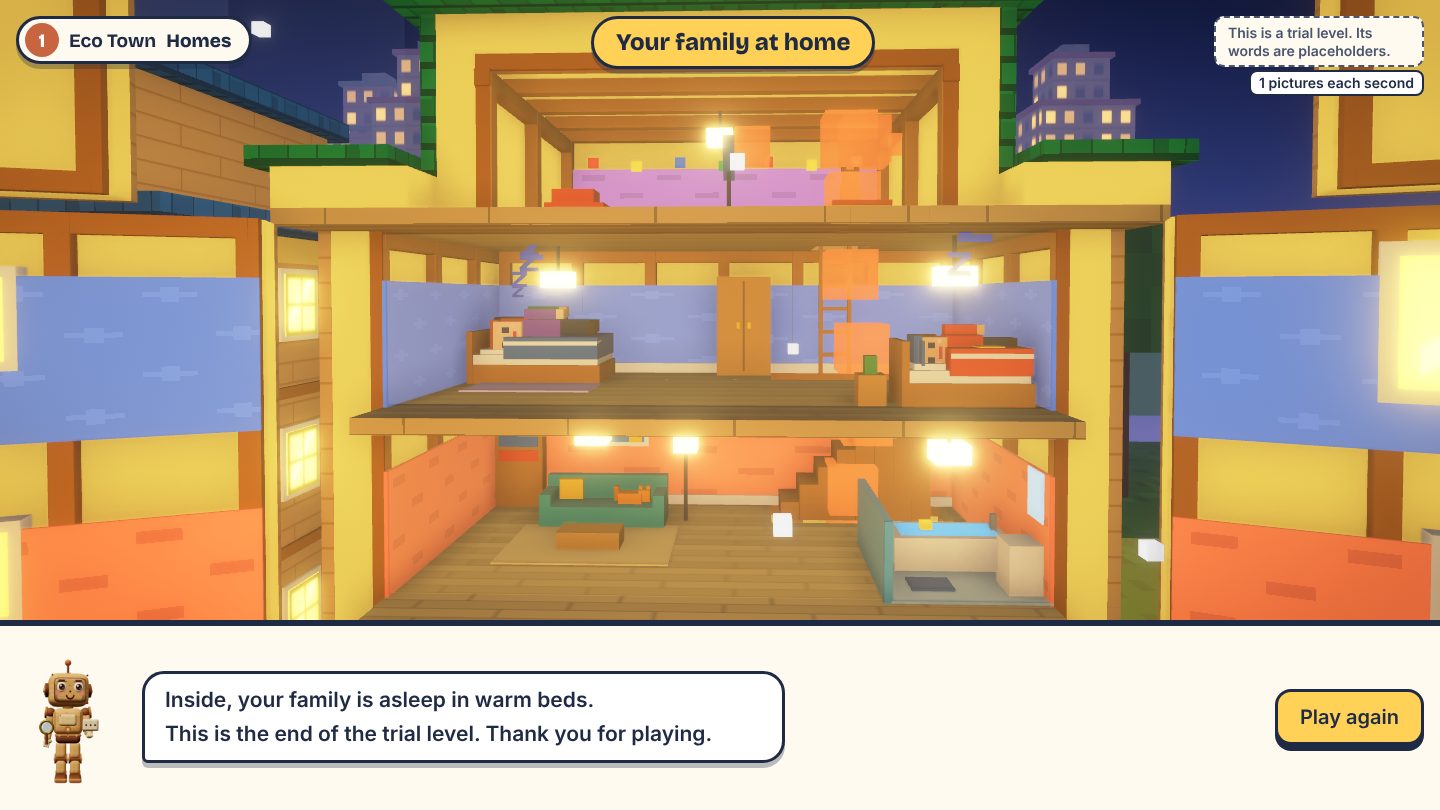 1 Eco Town Homes
Your family at home
This is a trial level. Its
words are placeholders.
1 pictures each second
Inside, your family is asleep in warm beds.
This is the end of the trial level. Thank you for playing.
Play again